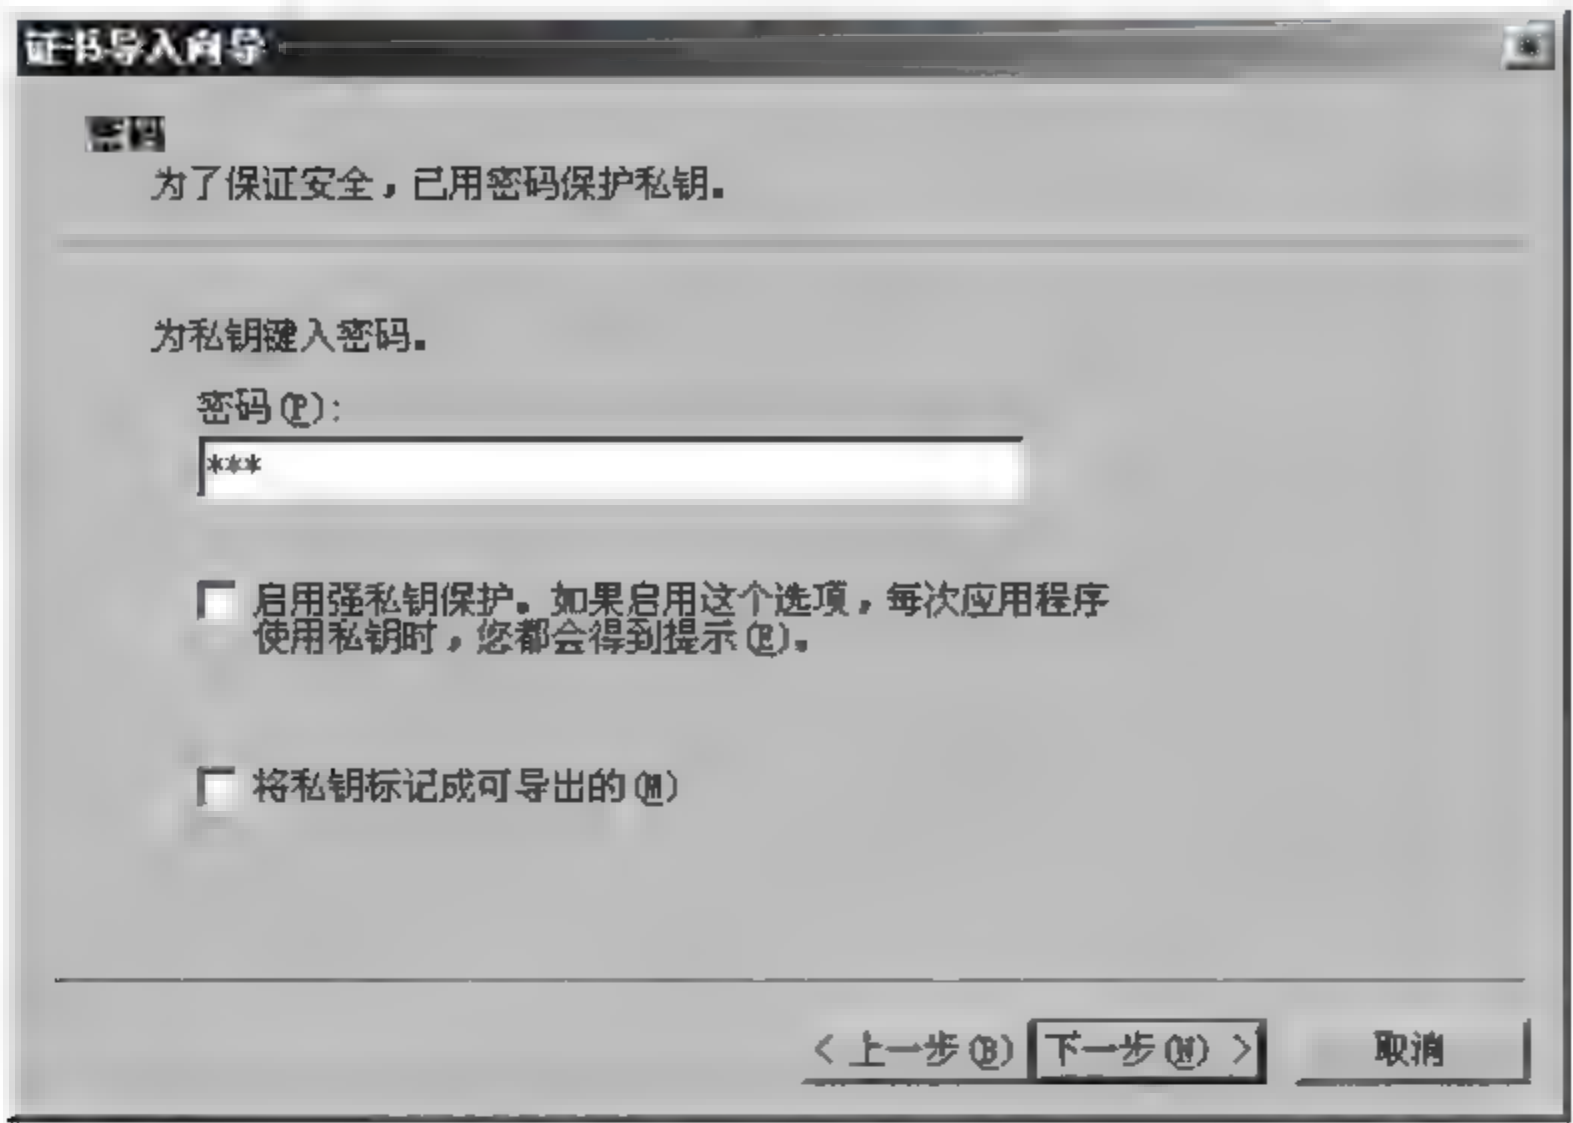 证书导入向导
密码
为了保证安全，已用密码保护私钥。
为私钥键入密码。
密码(P):
***
启用强私钥保护。如果启用这个选项，每次应用程序
使用私钥时，您都会得到提示(E)。
将私钥标记成可导出的(M)
< 上一步(B) 下一步(N) > 取消